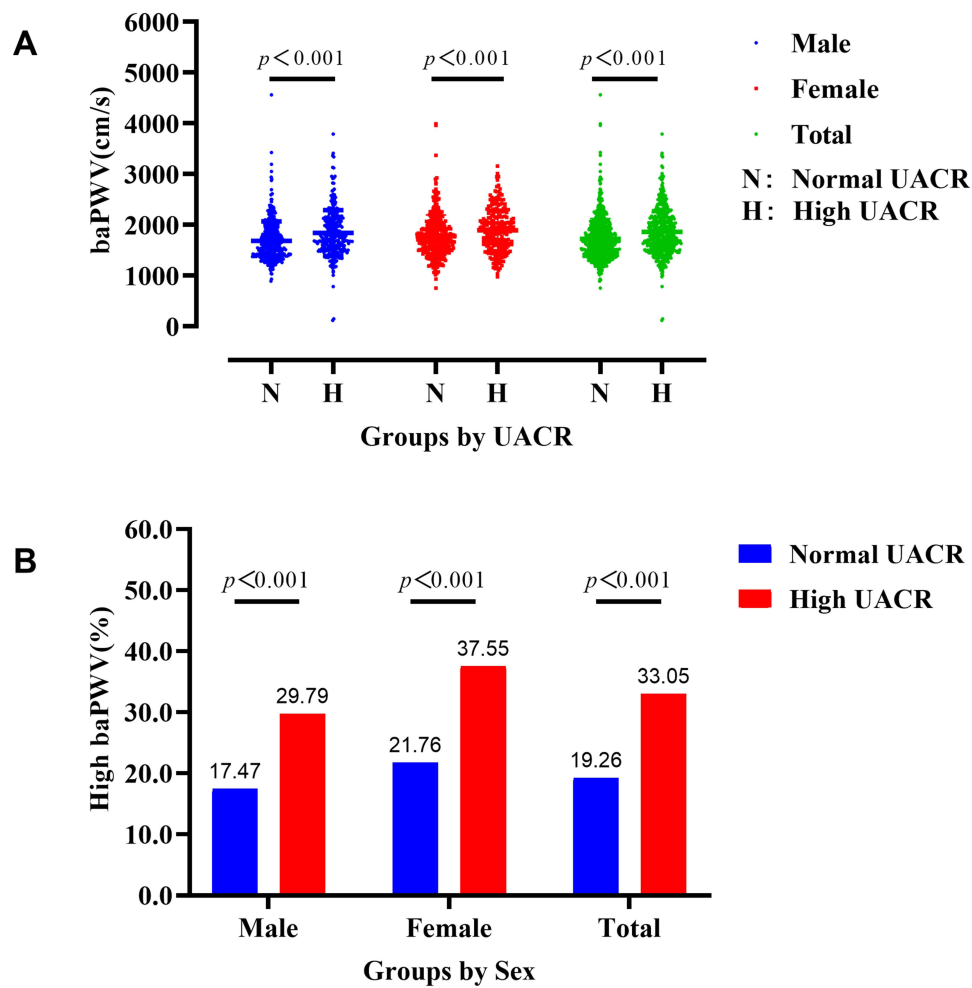 A
6000
5000
4000
3000
2000
1000
0
baPWV(cm/s)
p<0.001
p<0.001
p<0.001
Male
Female
Total
N: Normal UACR
H: High UACR
N H N H N H
Groups by UACR
B
60.0
50.0
40.0
30.0
20.0
10.0
0.0
High baPWV(%)
p<0.001
p<0.001
p<0.001
17.47
29.79
21.76
37.55
19.26
33.05
Normal UACR
High UACR
Male Female Total
Groups by Sex